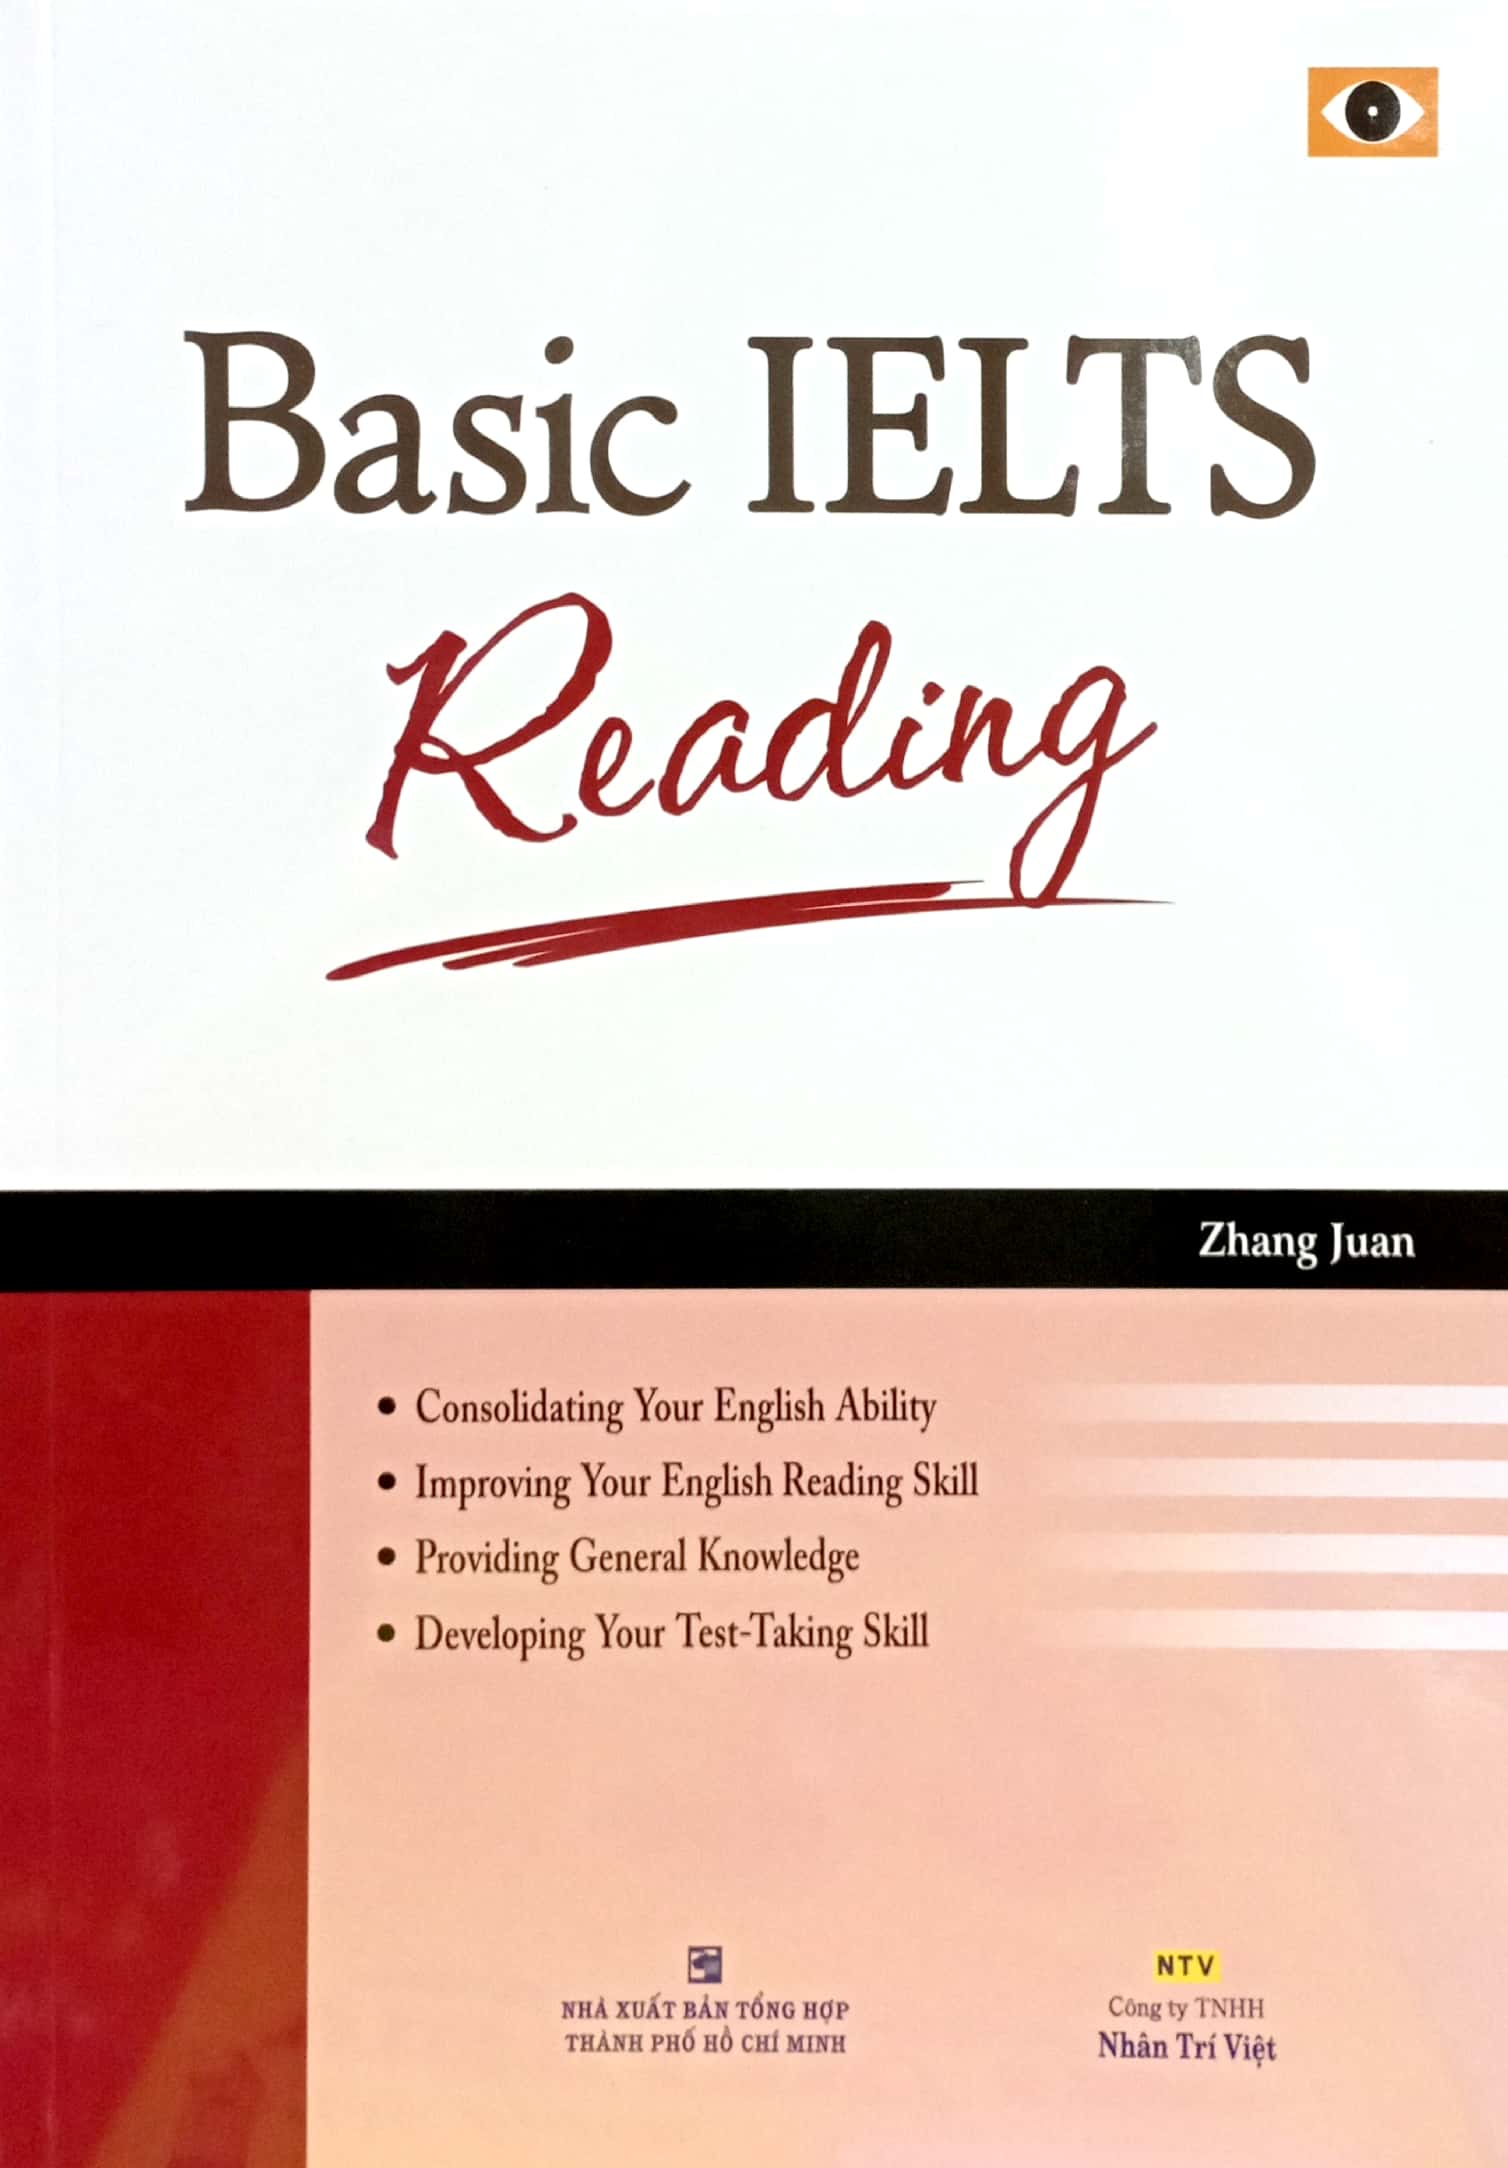 Basic IELTS
Reading
Zhang Juan
• Consolidating Your English Ability
• Improving Your English Reading Skill
• Providing General Knowledge
• Developing Your Test-Taking Skill
NHÀ XUẤT BẢN TỔNG HỢP
THÀNH PHỐ HỒ CHÍ MINH
NTV
Công ty TNHH
Nhân Trí Việt